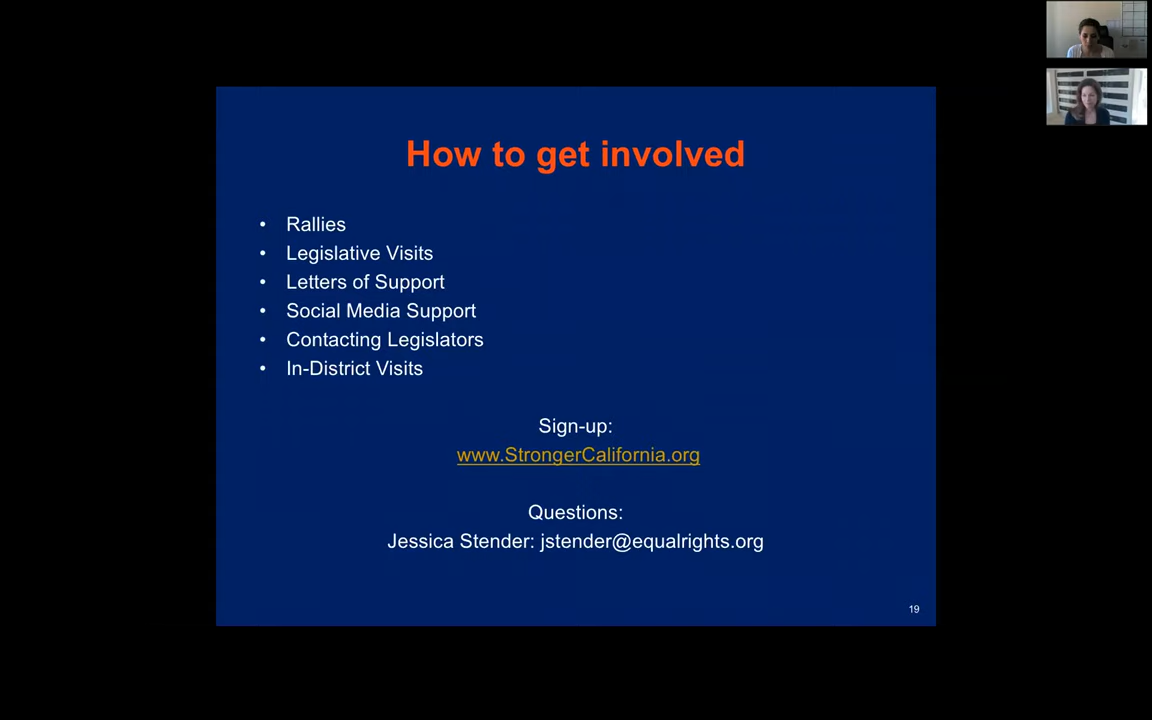 How to get involved
• Rallies
• Legislative Visits
• Letters of Support
• Social Media Support
• Contacting Legislators
• In-District Visits
Sign-up:
www.StrongerCalifornia.org
Questions:
Jessica Stender: jstender@equalrights.org
19